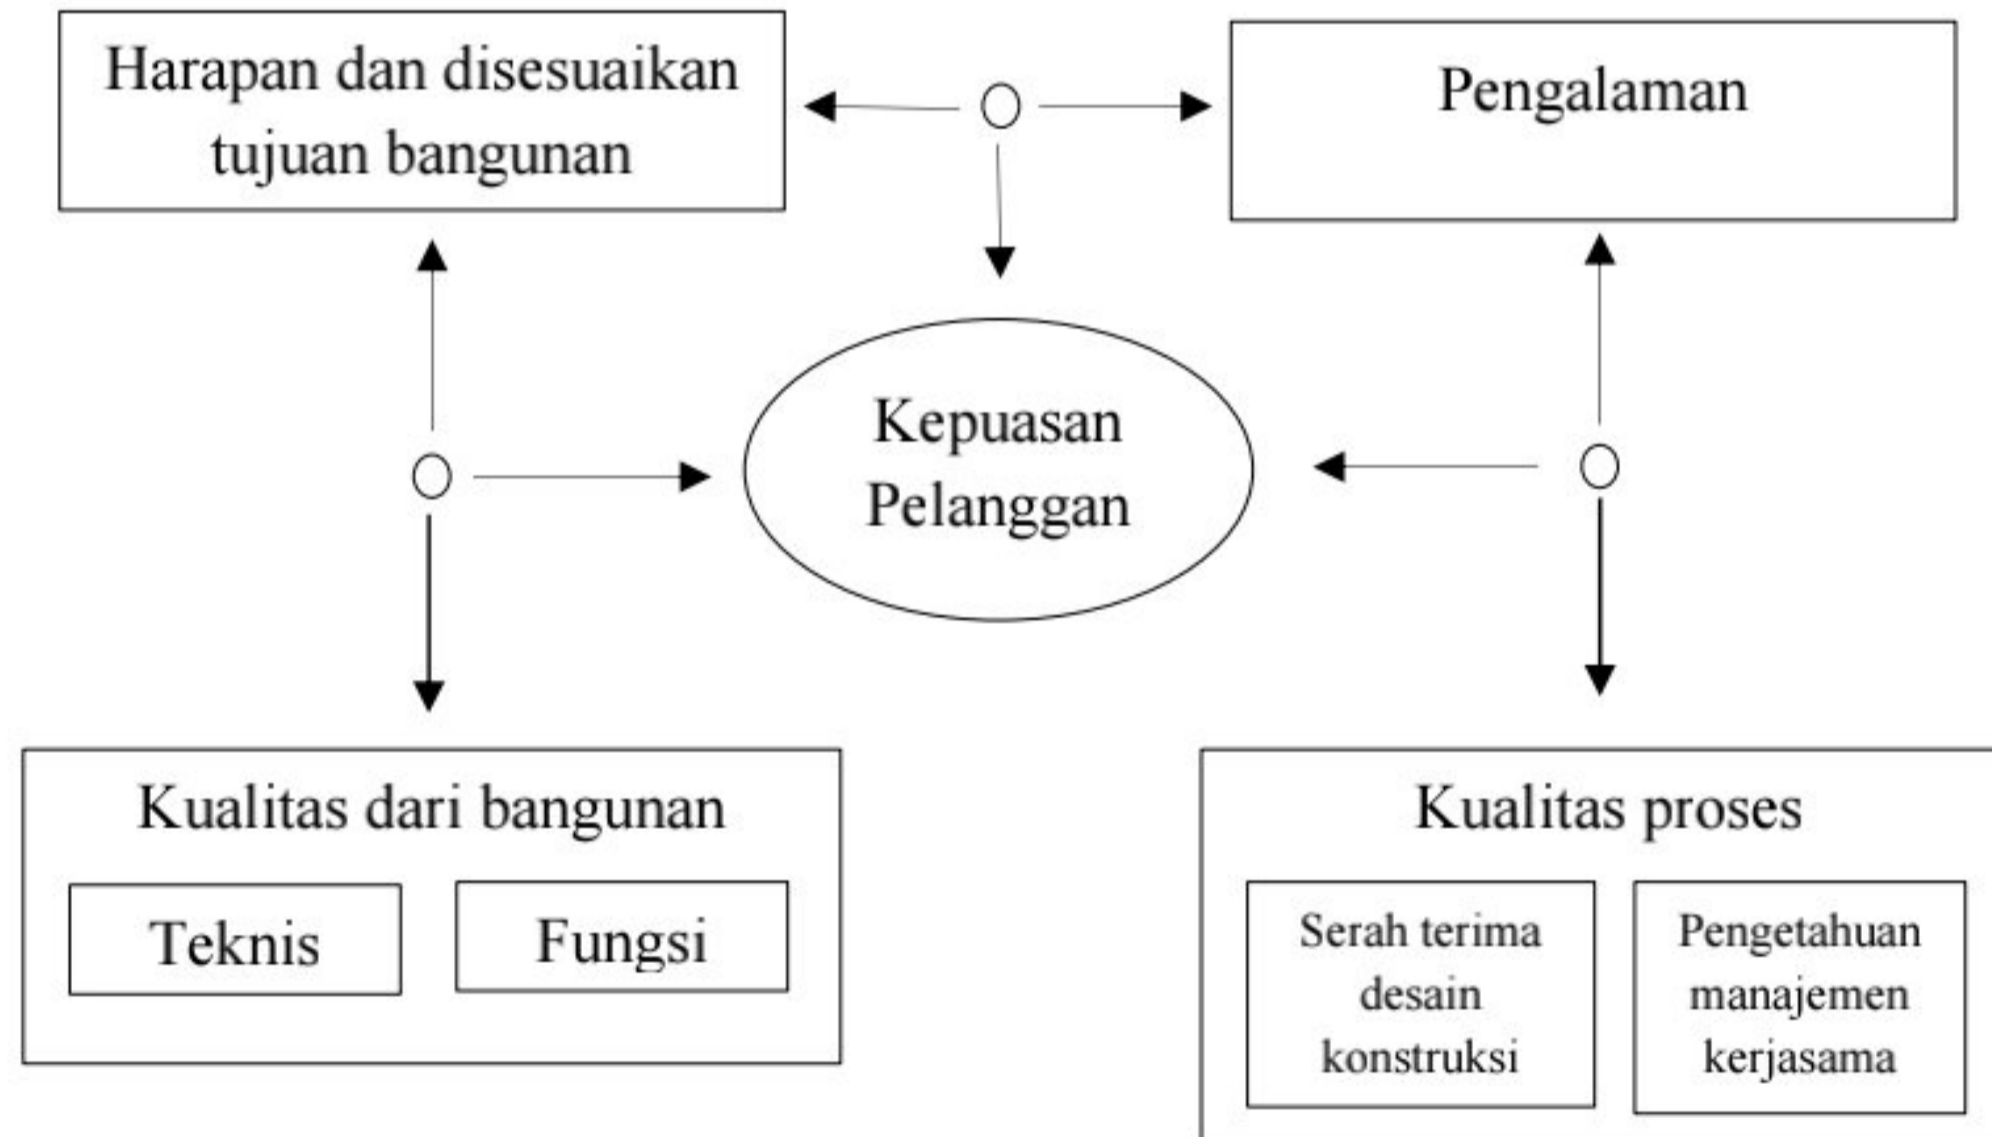 Harapan dan disesuaikan
tujuan bangunan
Pengalaman
Kepuasan
Pelanggan
Kualitas dari bangunan
Teknis
Fungsi
Kualitas proses
Serah terima
desain
konstruksi
Pengetahuan
manajemen
kerjasama